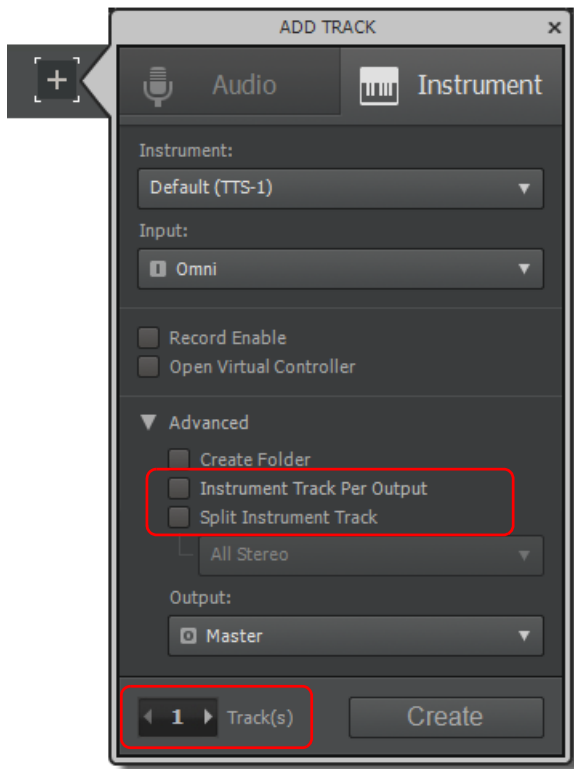 ADD TRACK
Audio
Instrument
Instrument:
Default (TTS-1)
Input:
Omni
Record Enable
Open Virtual Controller
Advanced
Create Folder
Instrument Track Per Output
Split Instrument Track
All Stereo
Output:
Master
1 Track(s)
Create